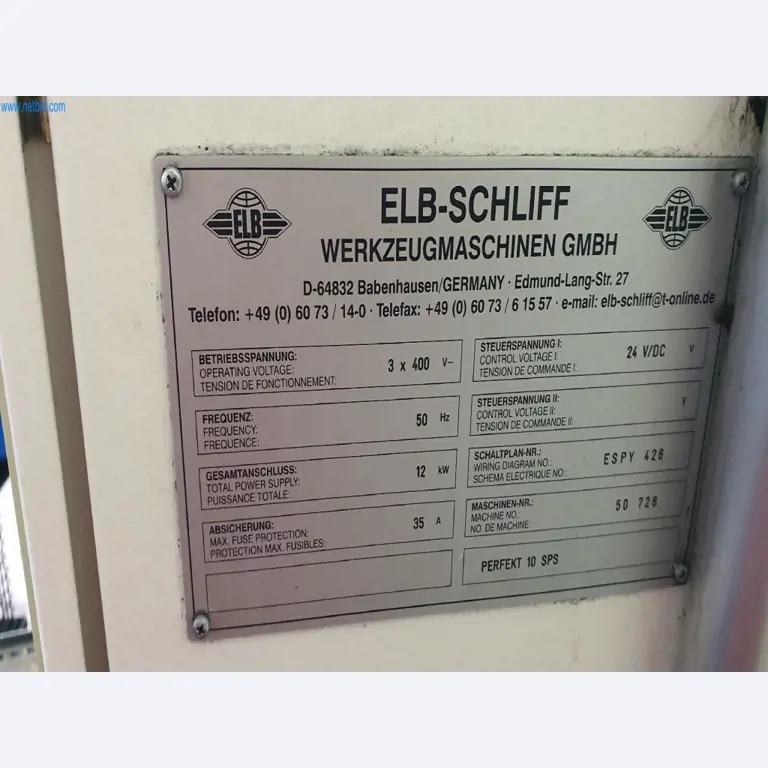 www.net
.com
ELB
ELB-SCHLIFF
ELB
WERKZEUGMASCHINEN GMBH
D-64832 Babenhausen/GERMANY · Edmund-Lang-Str. 27
Telefon: +49 (0) 60 73 / 14-0 · Telefax: +49 (0) 60 73 / 6 15 57 · e-mail: elb-schliff@t-online.de
BETRIEBSSPANNUNG:
OPERATING VOLTAGE: 3 x 400 V~
TENSION DE FONCTIONNEMENT:
STEUERSPANNUNG I:
CONTROL VOLTAGE I: 24 V/DC V
TENSION DE COMMANDE I:
FREQUENZ:
FREQUENCY: 50 Hz
FREQUENCE:
STEUERSPANNUNG II:
CONTROL VOLTAGE II: V
TENSION DE COMMANDE II:
GESAMTANSCHLUSS:
TOTAL POWER SUPPLY: 12 kW
PUISSANCE TOTALE:
SCHALTPLAN-NR.:
WIRING DIAGRAM NO.: ESPY 426
SCHEMA ELECTRIQUE NO.:
ABSICHERUNG:
MAX. FUSE PROTECTION: 35 A
PROTECTION MAX. FUSIBLES:
MASCHINEN-NR.:
MACHINE NO.: 50 728
NO. DE MACHINE:
PERFEKT 10 SPS